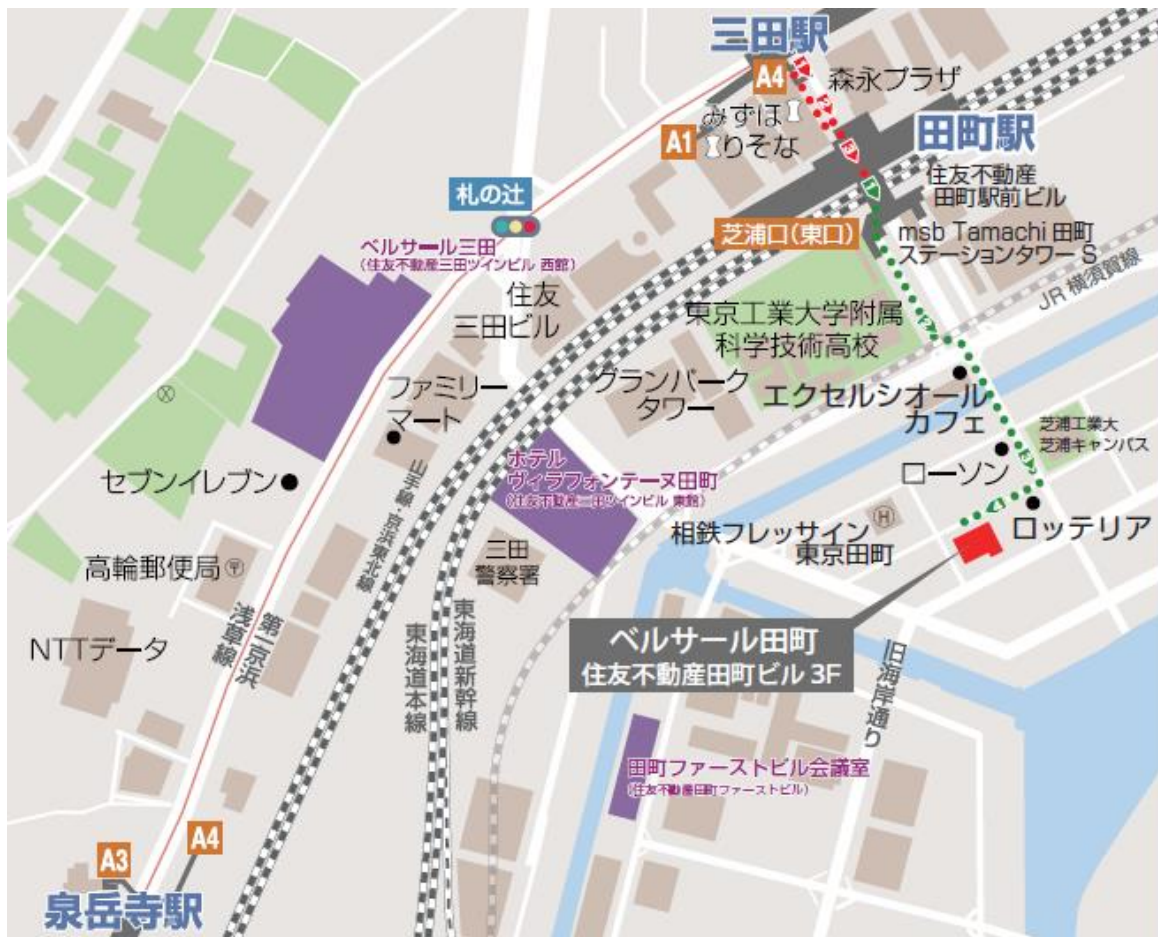 三田駅
A4
森永プラザ
みずほ
A1
りそな
田町駅
住友不動産
田町駅前ビル
札の辻
芝浦口(東口)
msb Tamachi 田町
ステーションタワー S
ベルサール三田
(住友不動産三田ツインビル 西館)
JR 横須賀線
住友
三田ビル
東京工業大学附属
科学技術高校
グランパーク
タワー
エクセルシオール
カフェ
ファミリー
マート
芝浦工業大
芝浦キャンパス
ホテル
ヴィラフォンテーヌ田町
(住友不動産三田ツインビル 東館)
ローソン
セブンイレブン
山手線・京浜東北線
相鉄フレッサイン
東京田町
H
ロッテリア
三田
警察署
高輪郵便局
第一京浜
浅草線
NTTデータ
東海道新幹線
東海道本線
ベルサール田町
住友不動産田町ビル 3F
旧海岸通り
田町ファーストビル会議室
(住友不動産田町ファーストビル)
A3
A4
泉岳寺駅
1
2
3
1
2
3
4